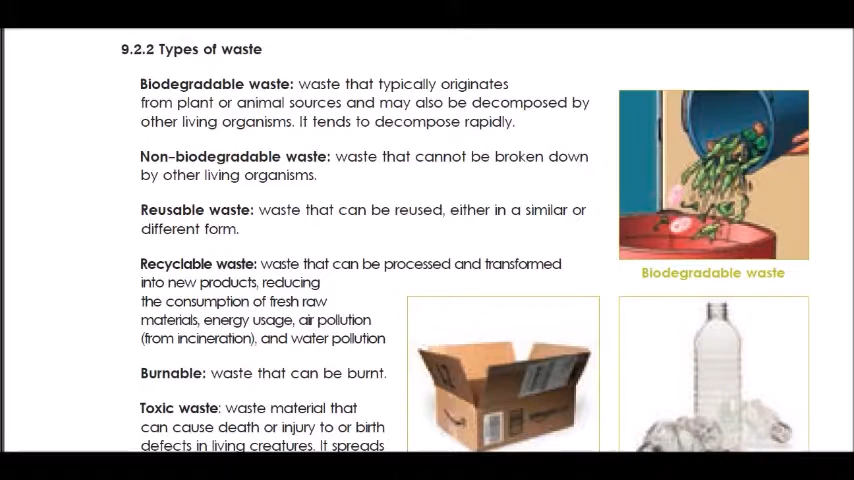 9.2.2 Types of waste
Biodegradable waste: waste that typically originates
from plant or animal sources and may also be decomposed by
other living organisms. It tends to decompose rapidly.
Non-biodegradable waste: waste that cannot be broken down
by other living organisms.
Reusable waste: waste that can be reused, either in a similar or
different form.
Recyclable waste: waste that can be processed and transformed
into new products, reducing
the consumption of fresh raw
materials, energy usage, air pollution
(from incineration), and water pollution
Burnable: waste that can be burnt.
Toxic waste: waste material that
can cause death or injury to or birth
defects in living creatures. It spreads
Biodegradable waste